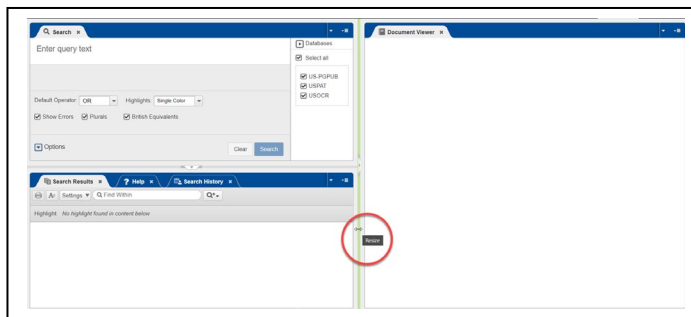 Search
Enter query text
Default Operator OR Highlights: Single Color
Show Errors Plurals British Equivalents
Options
Clear Search
Databases
Select all
US-PGPUB
USPAT
USOCR
Document Viewer
Search Results ? Help Search History
Settings Find Within
Highlight: No highlight found in content below
Resize